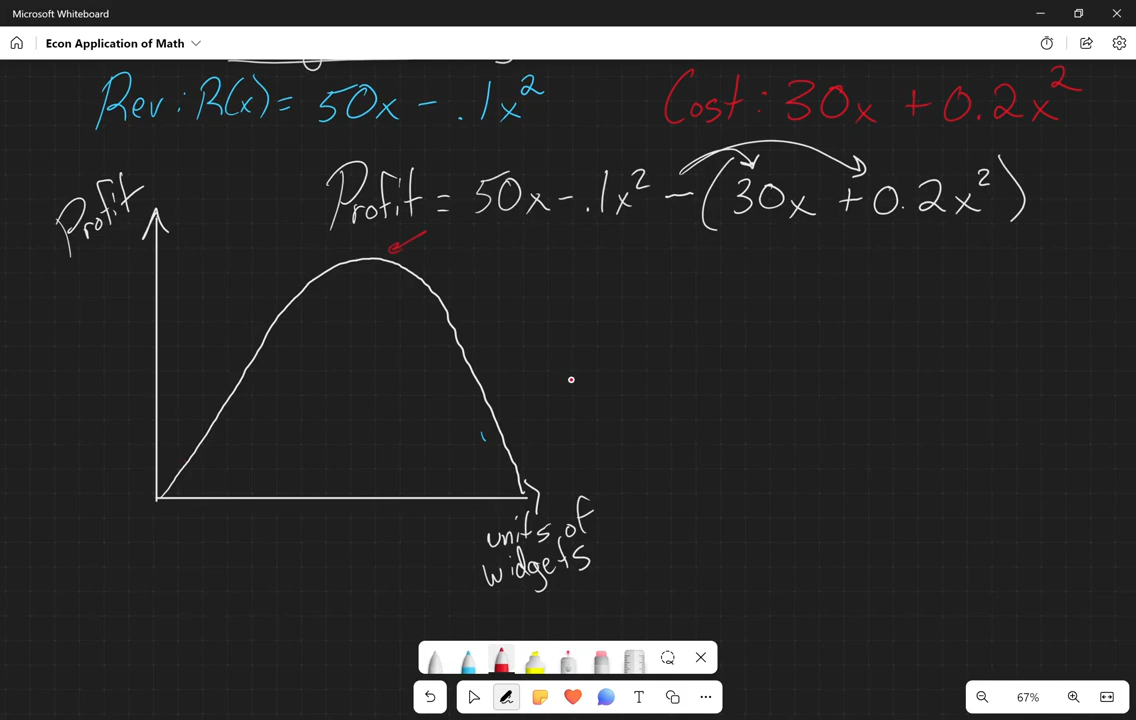 Microsoft Whiteboard
Econ Application of Math
Rev: R(x) = 50x - .1x²
Cost: 30x + 0.2x²
Profit = 50x - .1x² - (30x + 0.2x²)
Profit
units of
widgets
67%